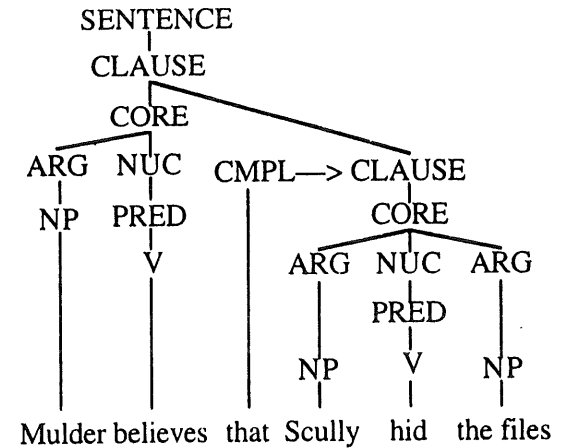 SENTENCE
CLAUSE
CORE
ARG NUC CMPL—> CLAUSE
NP PRED CORE
V ARG NUC ARG
PRED
NP V NP
Mulder believes that Scully hid the files